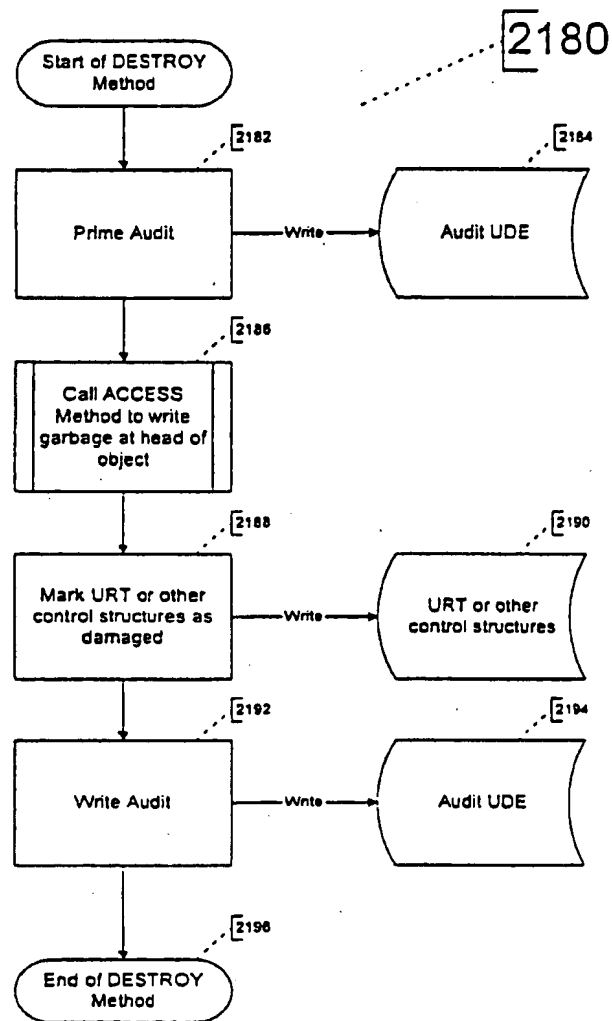 2180
Start of DESTROY
Method
2182
2184
Prime Audit
Write
Audit UDE
2186
Call ACCESS
Method to write
garbage at head of
object
2188
2190
Mark URT or other
control structures as
damaged
Write
URT or other
control structures
2192
2194
Write Audit
Write
Audit UDE
2196
End of DESTROY
Method